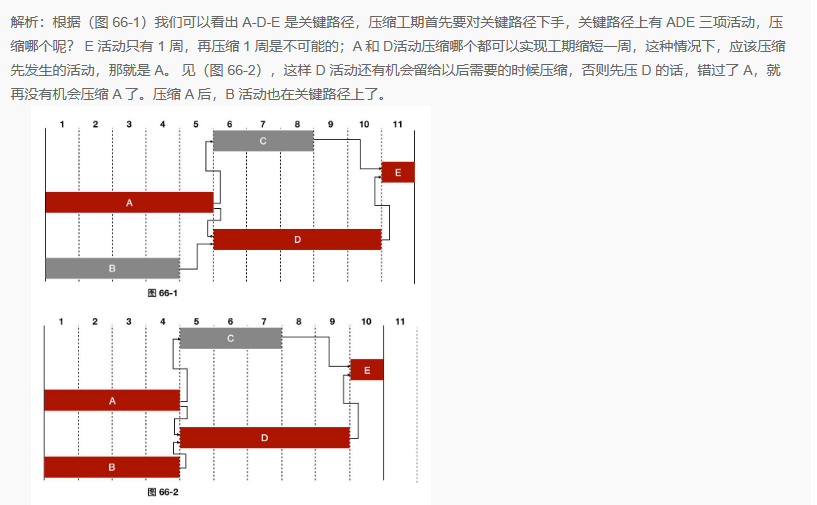 解析：根据（图 66-1）我们可以看出 A-D-E 是关键路径，压缩工期首先要对关键路径下手，关键路径上有 ADE 三项活动，压
缩哪个呢？ E 活动只有 1 周，再压缩 1 周是不可能的；A 和 D活动压缩哪个都可以实现工期缩短一周，这种情况下，应该压缩
先发生的活动，那就是 A。 见（图 66-2），这样 D 活动还有机会留给以后需要的时候压缩，否则先压 D 的话，错过了 A，就
再没有机会压缩 A 了。压缩 A 后，B 活动也在关键路径上了。
1 2 3 4 5 6 7 8 9 10 11
C
E
A
D
B
图 66-1
1 2 3 4 5 6 7 8 9 10 11
C
E
A
D
B
图 66-2